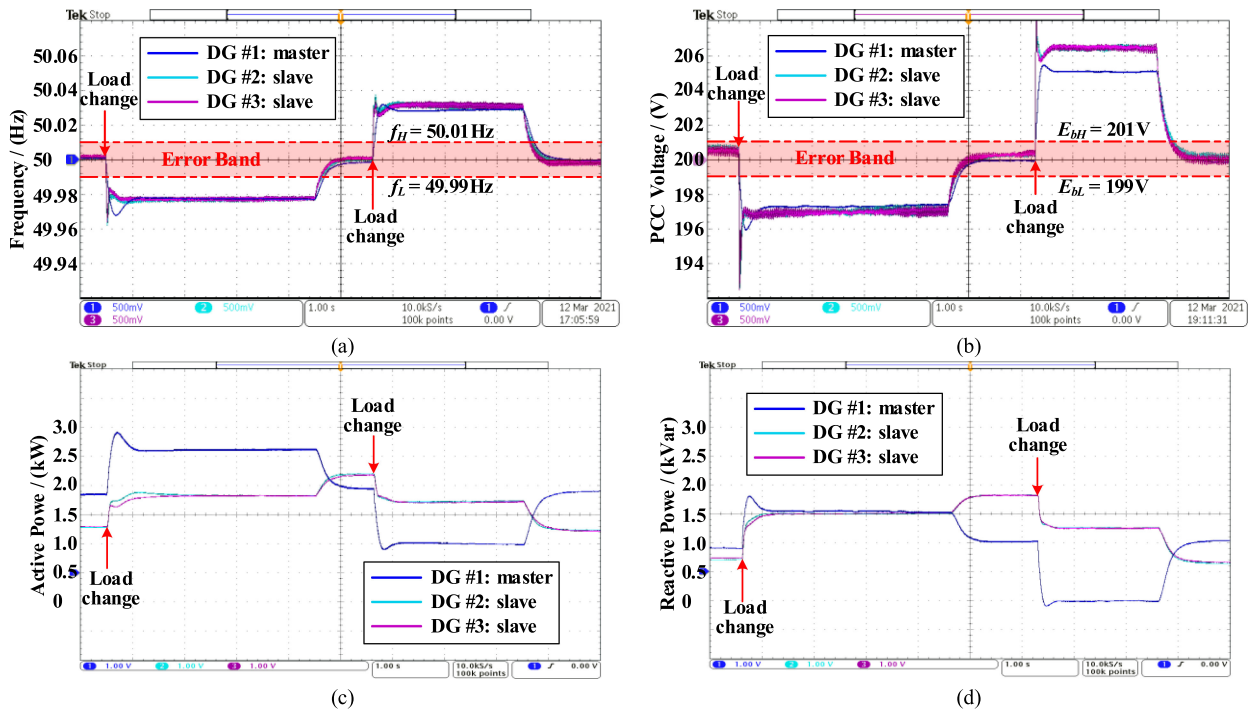 Tek Stop
50.06
50.04
50.02
50
49.98
49.96
49.94
Frequency / (Hz)
DG #1: master
DG #2: slave
DG #3: slave
Load
change
fH = 50.01Hz
Error Band
fL = 49.99Hz
Load
change
1 500mV 2 500mV 1.00 s 10.0kS/s 1 0.00 V 12 Mar 2021
3 500mV 100k points 17:05:59
(a)
Tek Stop
206
204
202
200
198
196
194
PCC Voltage / (V)
DG #1: master
DG #2: slave
DG #3: slave
Load
change
EbH = 201V
Error Band
EbL = 199V
Load
change
1 500mV 2 500mV 1.00 s 10.0kS/s 1 0.00 V 12 Mar 2021
3 500mV 100k points 19:11:31
(b)
Tek Stop
3.0
2.5
2.0
1.5
1.0
0.5
0
Active Powe / (kW)
Load
change
Load
change
DG #1: master
DG #2: slave
DG #3: slave
1 1.00 V 2 1.00 V 3 1.00 V 1.00 s 10.0kS/s 1 0.00 V
100k points
(c)
Tek Stop
3.0
2.5
2.0
1.5
1.0
0.5
0
Reactive Powe / (kVar)
DG #1: master
DG #2: slave
DG #3: slave
Load
change
Load
change
1 1.00 V 2 1.00 V 3 1.00 V 1.00 s 10.0kS/s 1 0.00 V
100k points
(d)